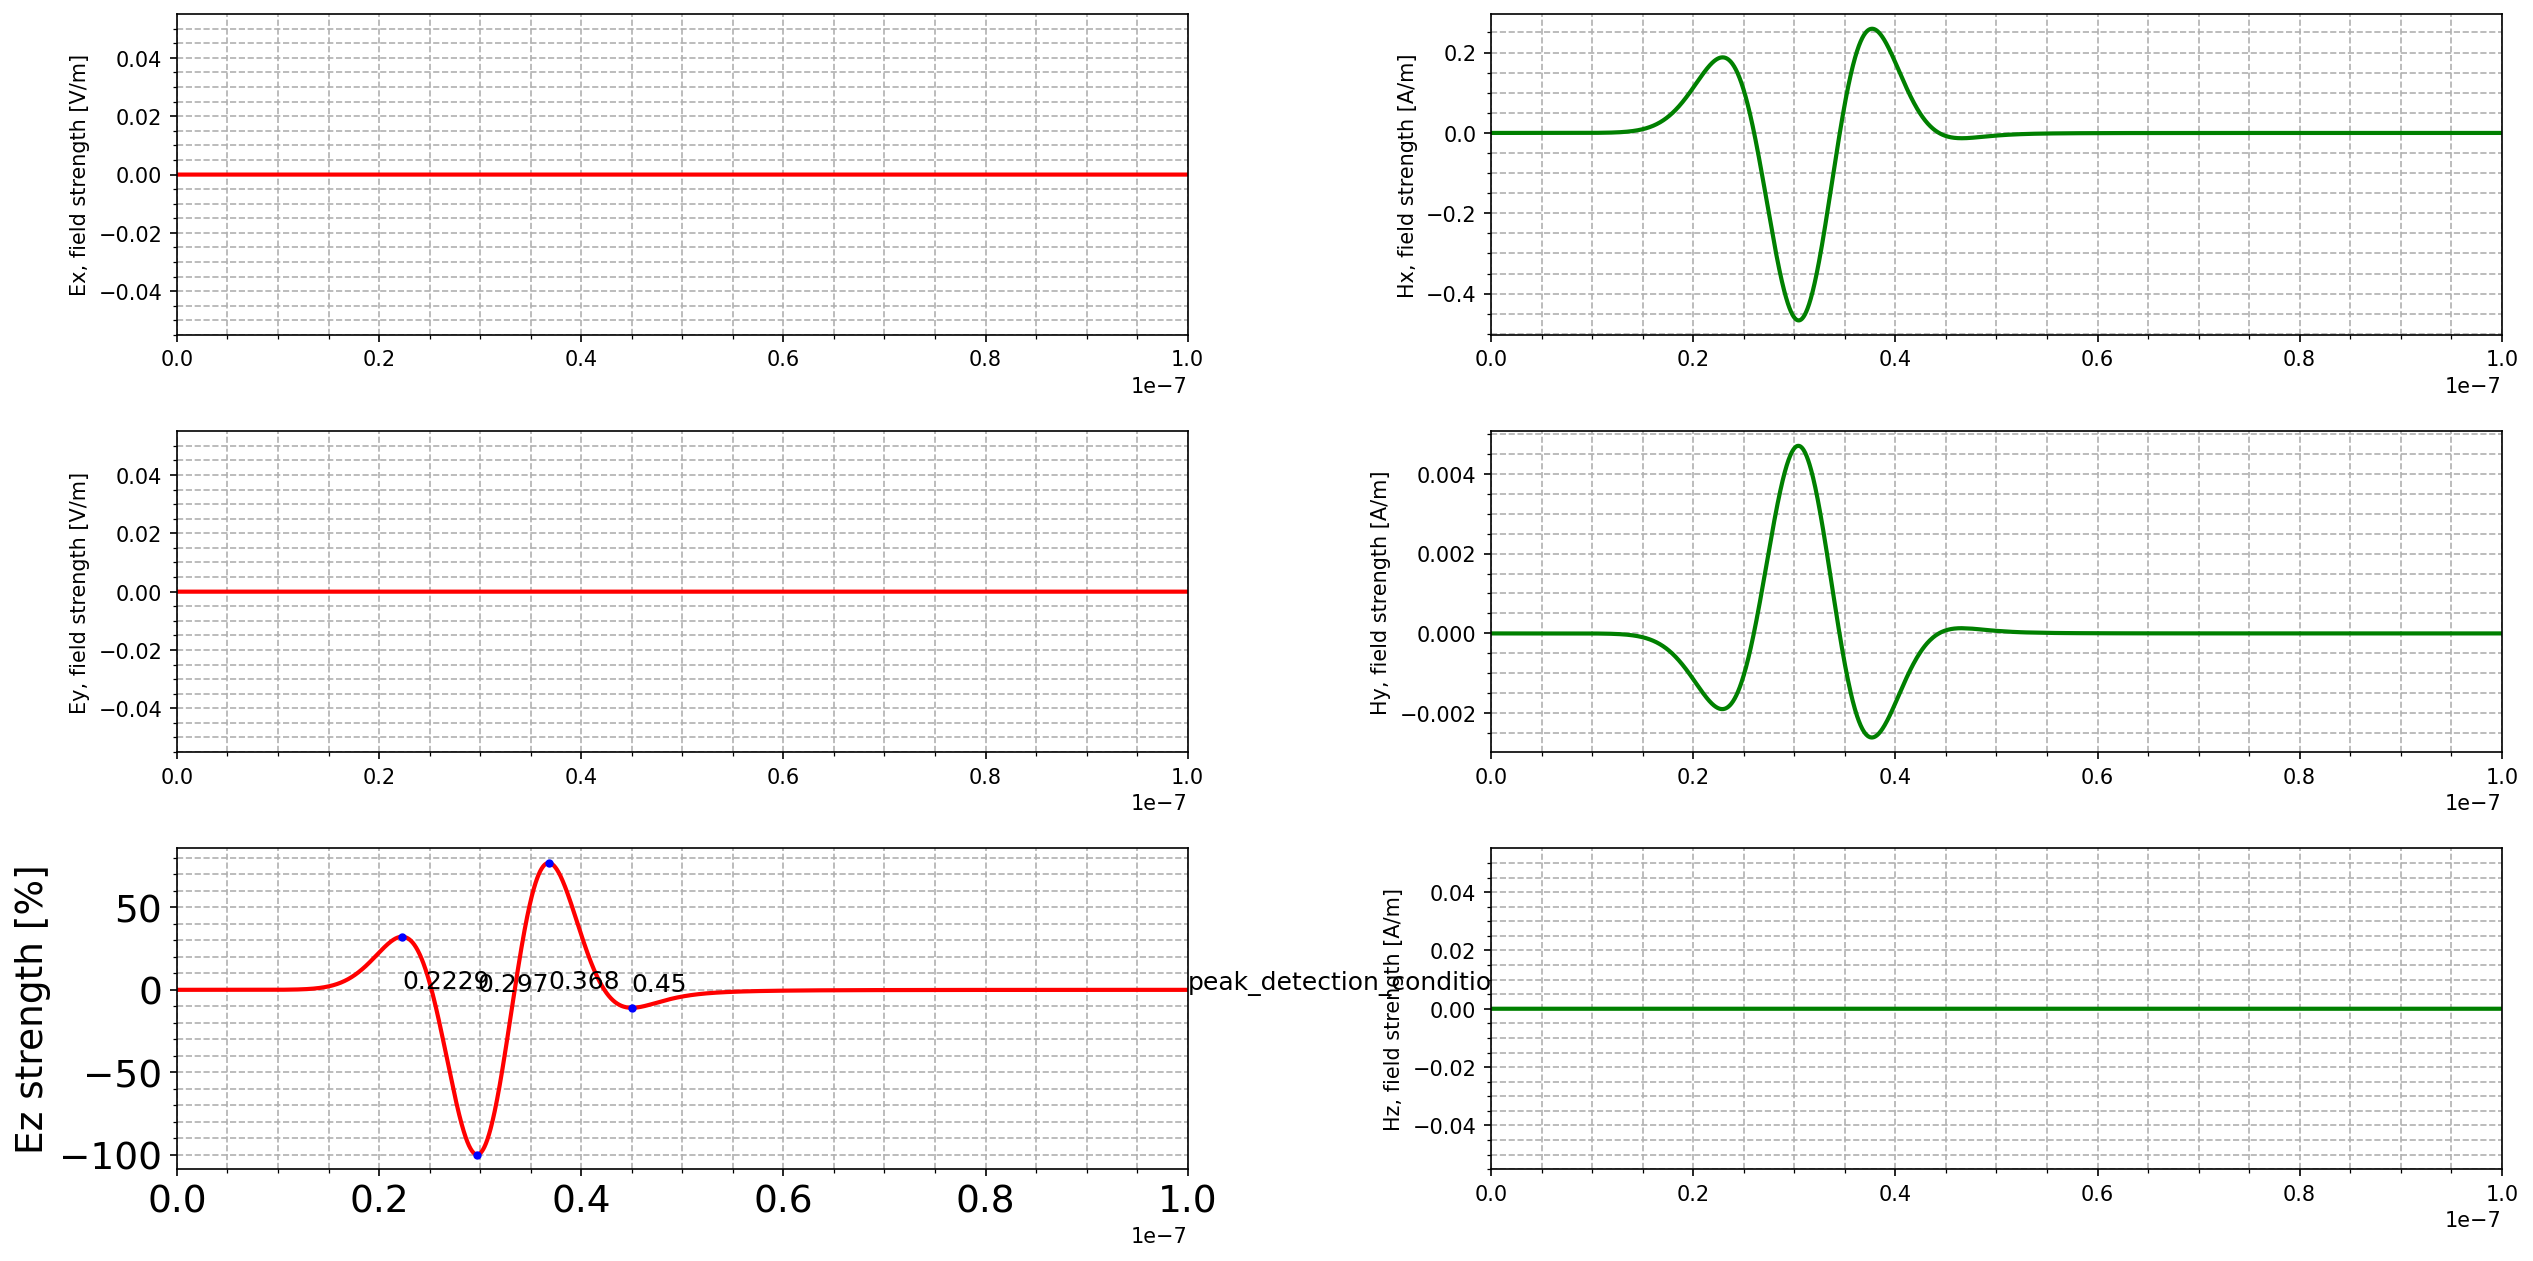 Ex, field strength [V/m]
0.04
0.02
0.00
−0.02
−0.04
0.0 0.2 0.4 0.6 0.8 1.0
1e−7
Hx, field strength [A/m]
0.2
0.0
−0.2
−0.4
0.0 0.2 0.4 0.6 0.8 1.0
1e−7
Ey, field strength [V/m]
0.04
0.02
0.00
−0.02
−0.04
0.0 0.2 0.4 0.6 0.8 1.0
1e−7
Hy, field strength [A/m]
0.004
0.002
0.000
−0.002
0.0 0.2 0.4 0.6 0.8 1.0
1e−7
Ez strength [%]
50
0
−50
−100
0.2229 0.297 0.368 0.45
peak_detection_conditio
0.0 0.2 0.4 0.6 0.8 1.0
1e−7
Hz, field strength [A/m]
0.04
0.02
0.00
−0.02
−0.04
0.0 0.2 0.4 0.6 0.8 1.0
1e−7